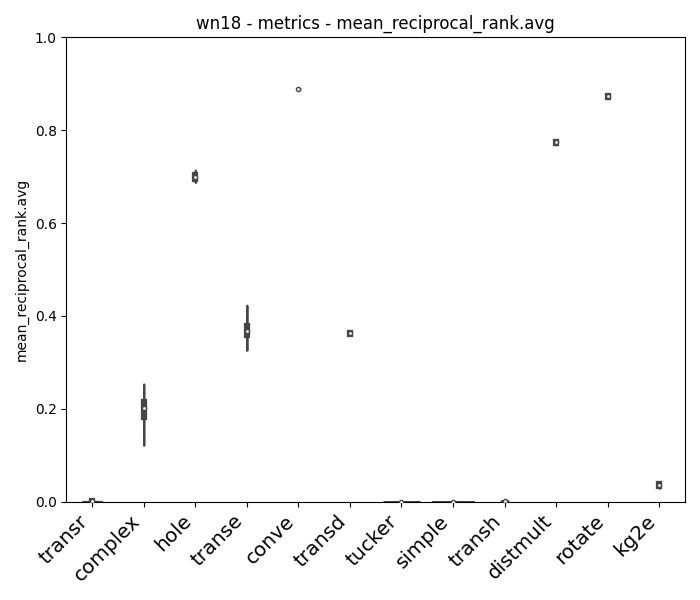 wn18 - metrics - mean_reciprocal_rank.avg
1.0
0.8
0.6
0.4
0.2
0.0
mean_reciprocal_rank.avg
transr
complex
hole
transe
conve
transd
tucker
simple
transh
distmult
rotate
kg2e